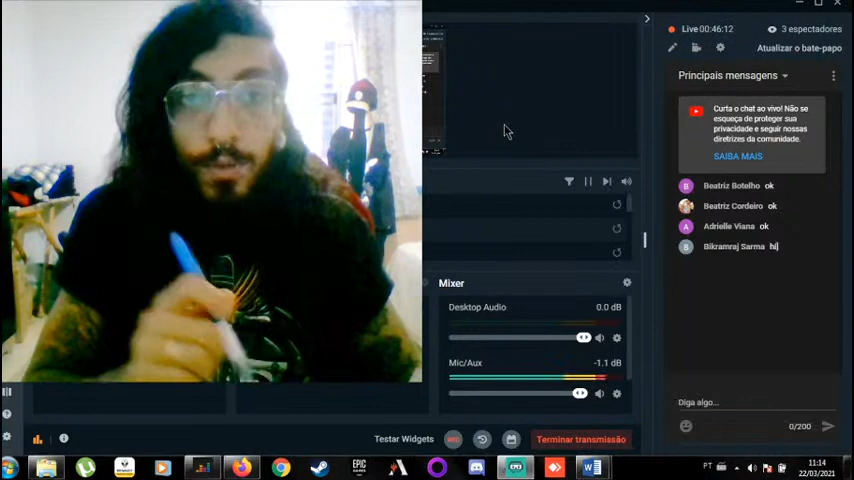 Live 00:46:12
3 espectadores
Atualizar o bate-papo
Principais mensagens
Curta o chat ao vivo! Não se
esqueça de proteger sua
privacidade e seguir nossas
diretrizes da comunidade.
SAIBA MAIS
B Beatriz Botelho ok
Beatriz Cordeiro ok
A Adrielle Viana ok
B Bikramraj Sarma hi
Mixer
Desktop Audio 0.0 dB
Mic/Aux -1.1 dB
Diga algo...
0/200
Testar Widgets
REC
Terminar transmissão
EPIC
GAMES
PT
11:14
22/03/2021